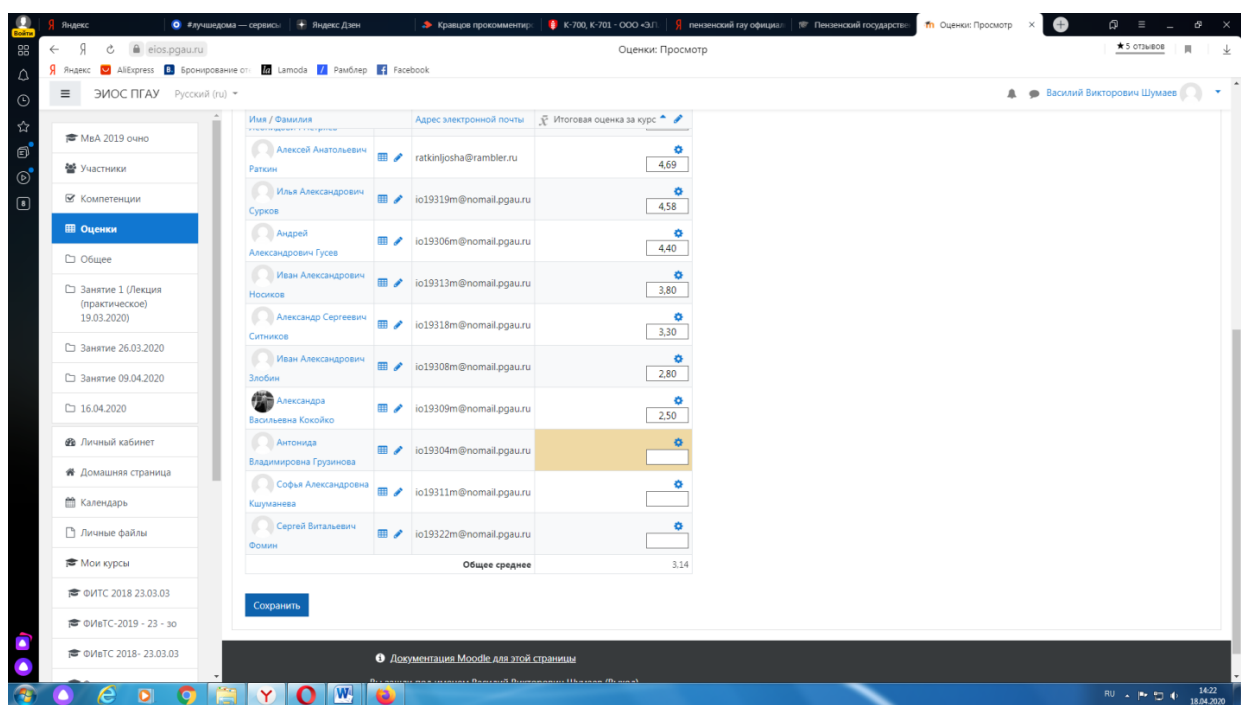 Войти
Яндекс
#лучшедома — сервисы
Яндекс.Дзен
Кравцов прокомментир
К-700, К-701 - ООО «Э.П.
пензенский гау официал
Пензенский государстве
Оценки: Просмотр
eios.pgau.ru
Оценки: Просмотр
★5 отзывов
Яндекс AliExpress Бронирование от Lamoda Рамблер Facebook
ЭИОС ПГАУ Русский (ru)
Василий Викторович Шумаев
МвА 2019 очно
Участники
Компетенции
Оценки
Общее
Занятие 1 (Лекция
(практическое)
19.03.2020)
Занятие 26.03.2020
Занятие 09.04.2020
16.04.2020
Личный кабинет
Домашняя страница
Календарь
Личные файлы
Мои курсы
ФИТС 2018 23.03.03
ФИвТС-2019 - 23 - зо
ФИвТС 2018- 23.03.03
Имя / Фамилия Адрес электронной почты Итоговая оценка за курс
Алексей Анатольевич
Раткин
ratkinljosha@rambler.ru
4,69
Илья Александрович
Сурков
io19319m@nomail.pgau.ru
4,58
Андрей
Александрович Гусев
io19306m@nomail.pgau.ru
4,40
Иван Александрович
Носиков
io19313m@nomail.pgau.ru
3,80
Александр Сергеевич
Ситников
io19318m@nomail.pgau.ru
3,30
Иван Александрович
Злобин
io19308m@nomail.pgau.ru
2,80
Александра
Васильевна Кокойко
io19309m@nomail.pgau.ru
2,50
Антонида
Владимировна Грузинова
io19304m@nomail.pgau.ru
Софья Александровна
Кшуманева
io19311m@nomail.pgau.ru
Сергей Витальевич
Фомин
io19322m@nomail.pgau.ru
Общее среднее 3,14
Сохранить
Документация Moodle для этой страницы
RU
14:22
18.04.2020